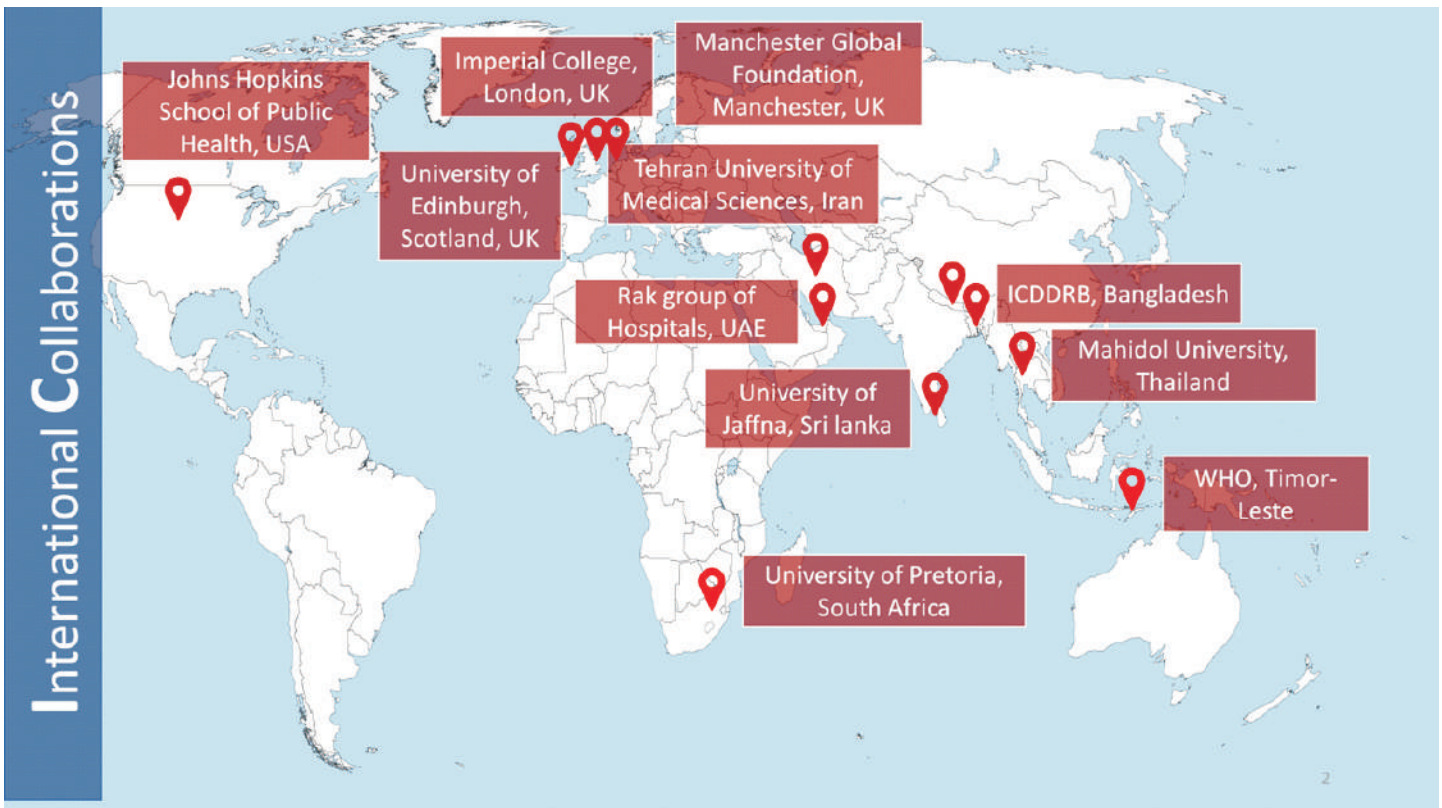 International Collaborations
Johns Hopkins
School of Public
Health, USA
Imperial College,
London, UK
Manchester Global
Foundation,
Manchester, UK
University of
Edinburgh,
Scotland, UK
Tehran University of
Medical Sciences, Iran
Rak group of
Hospitals, UAE
ICDDRB, Bangladesh
Mahidol University,
Thailand
University of
Jaffna, Sri lanka
WHO, Timor-
Leste
University of Pretoria,
South Africa
2